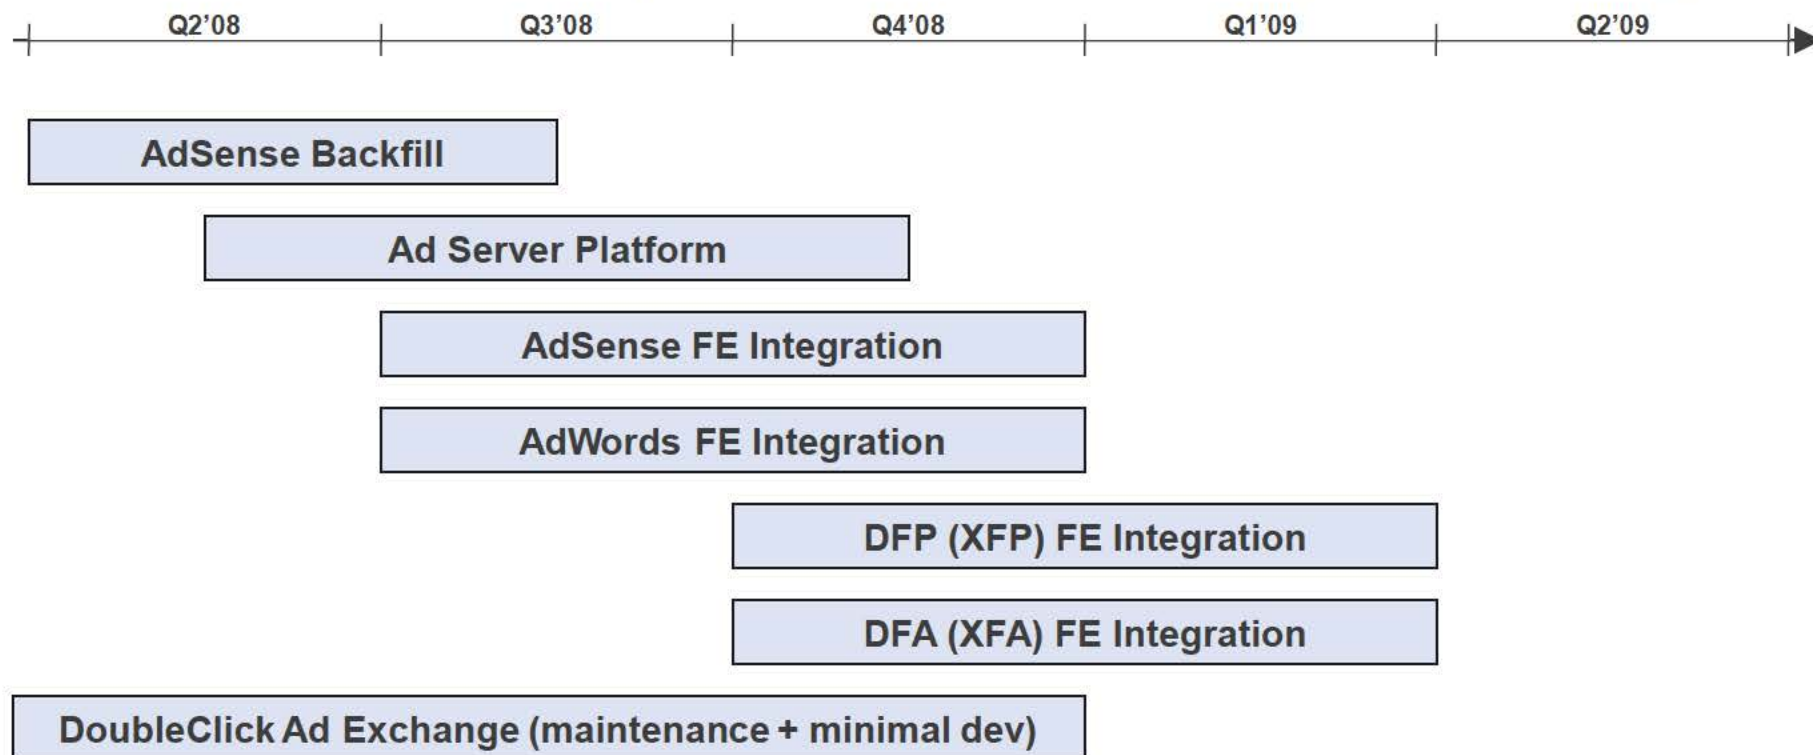 Q2’08 Q3’08 Q4’08 Q1’09 Q2’09
AdSense Backfill
Ad Server Platform
AdSense FE Integration
AdWords FE Integration
DFP (XFP) FE Integration
DFA (XFA) FE Integration
DoubleClick Ad Exchange (maintenance + minimal dev)